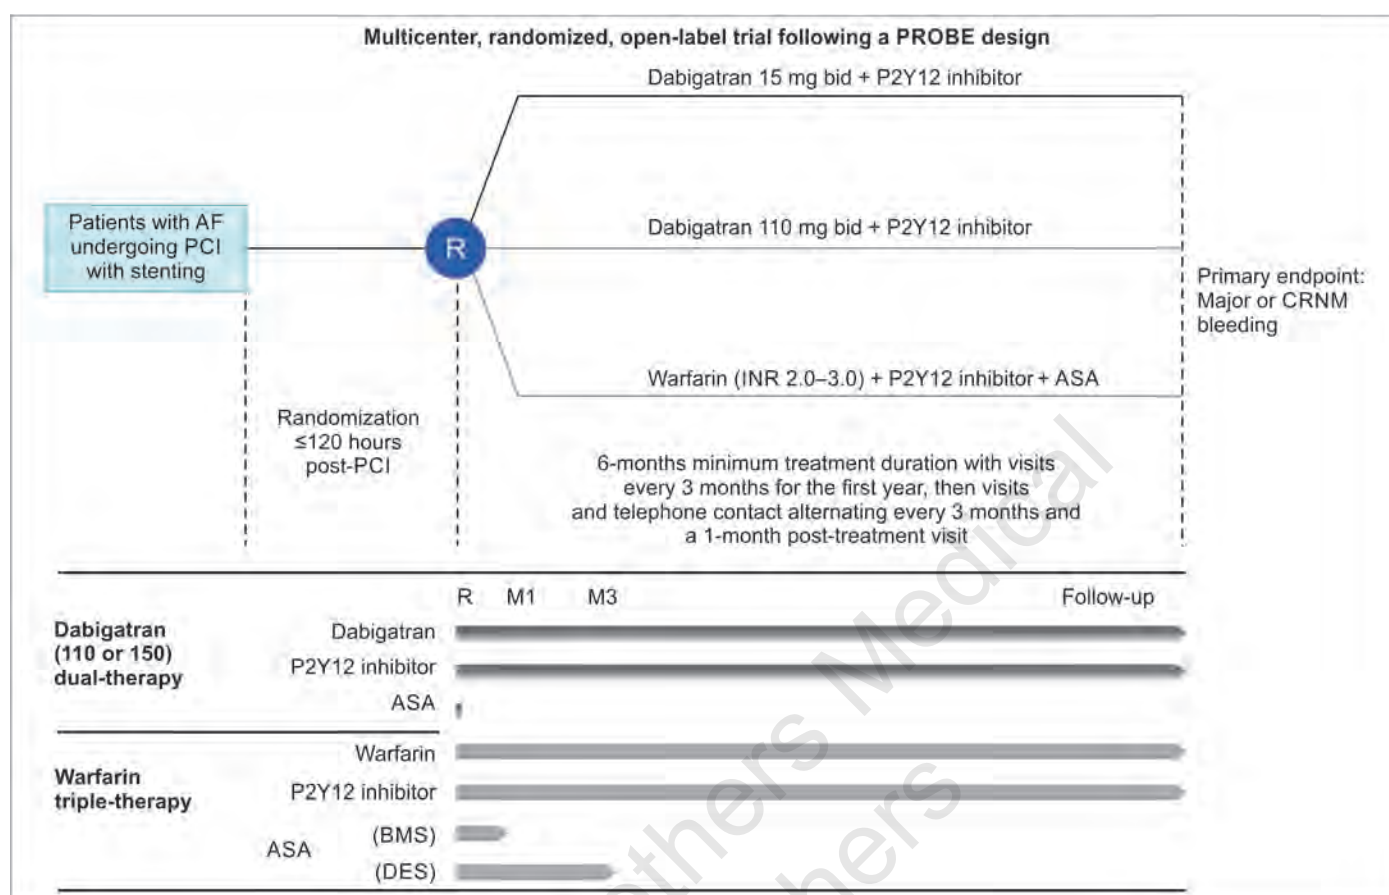 Multicenter, randomized, open-label trial following a PROBE design
Dabigatran 15 mg bid + P2Y12 inhibitor
Patients with AF
undergoing PCI
with stenting
R
Dabigatran 110 mg bid + P2Y12 inhibitor
Primary endpoint:
Major or CRNM
bleeding
Warfarin (INR 2.0–3.0) + P2Y12 inhibitor + ASA
Randomization
≤120 hours
post-PCI
6-months minimum treatment duration with visits
every 3 months for the first year, then visits
and telephone contact alternating every 3 months and
a 1-month post-treatment visit
R M1 M3 Follow-up
Dabigatran
(110 or 150)
dual-therapy
Dabigatran
P2Y12 inhibitor
ASA
Warfarin
triple-therapy
Warfarin
P2Y12 inhibitor
ASA
(BMS)
(DES)
thers Medical
hers